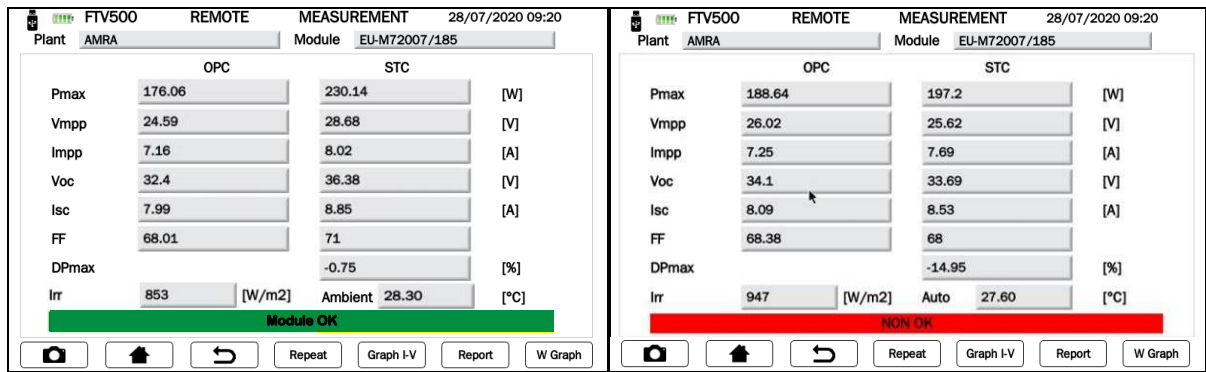 FTV500 REMOTE MEASUREMENT 28/07/2020 09:20
Plant AMRA Module EU-M72007/185
OPC STC
Pmax 176.06 230.14 [W]
Vmpp 24.59 28.68 [V]
Impp 7.16 8.02 [A]
Voc 32.4 36.38 [V]
Isc 7.99 8.85 [A]
FF 68.01 71
DPmax -0.75 [%]
Irr 853 [W/m2] Ambient 28.30 [°C]
Module OK
Repeat Graph I-V Report W Graph
FTV500 REMOTE MEASUREMENT 28/07/2020 09:20
Plant AMRA Module EU-M72007/185
OPC STC
Pmax 188.64 197.2 [W]
Vmpp 26.02 25.62 [V]
Impp 7.25 7.69 [A]
Voc 34.1 33.69 [V]
Isc 8.09 8.53 [A]
FF 68.38 68
DPmax -14.95 [%]
Irr 947 [W/m2] Auto 27.60 [°C]
NON OK
Repeat Graph I-V Report W Graph